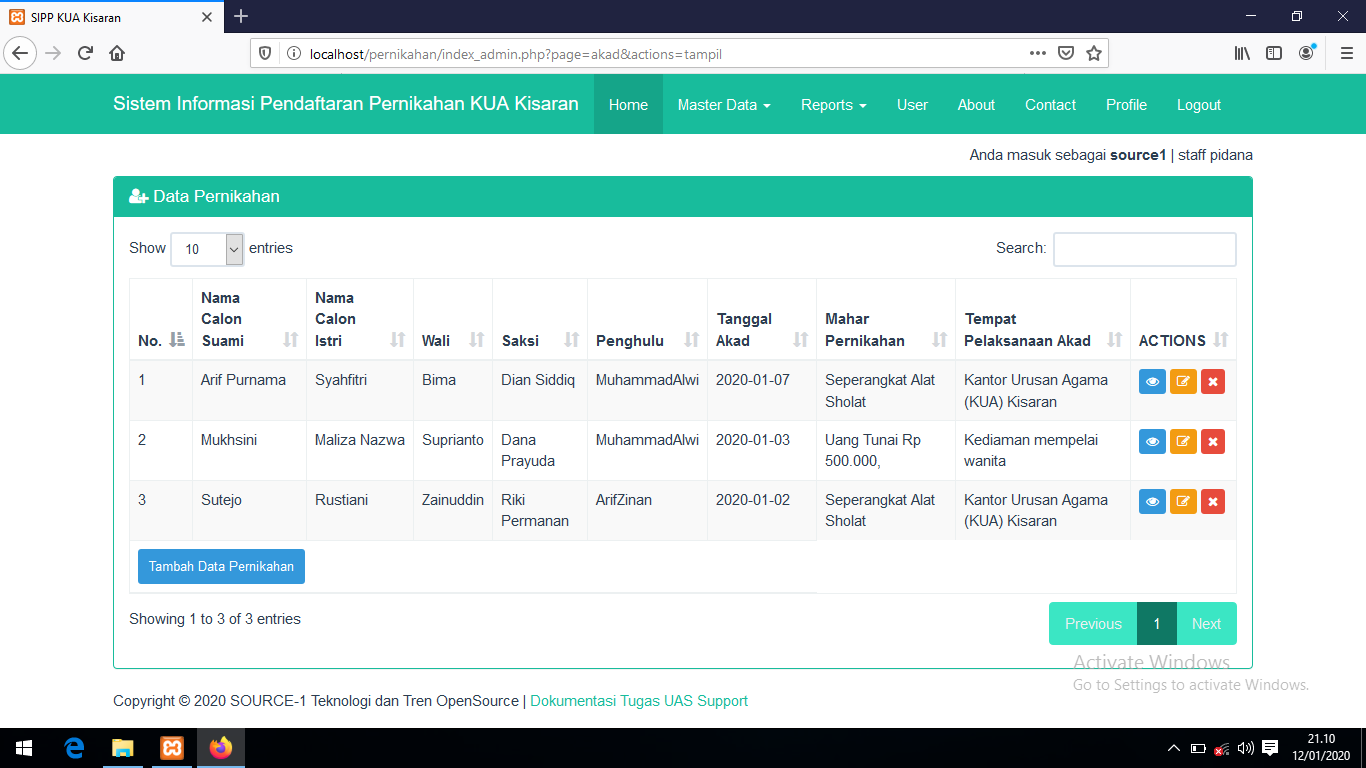 SIPP KUA Kisaran
localhost/pernikahan/index_admin.php?page=akad&actions=tampil
Sistem Informasi Pendaftaran Pernikahan KUA Kisaran Home Master Data Reports User About Contact Profile Logout
Anda masuk sebagai source1 | staff pidana
Data Pernikahan
Show 10 entries Search:
No. Nama Calon Suami Nama Calon Istri Wali Saksi Penghulu Tanggal Akad Mahar Pernikahan Tempat Pelaksanaan Akad ACTIONS
1 Arif Purnama Syahfitri Bima Dian Siddiq MuhammadAlwi 2020-01-07 Seperangkat Alat Sholat Kantor Urusan Agama (KUA) Kisaran
2 Mukhsini Maliza Nazwa Suprianto Dana Prayuda MuhammadAlwi 2020-01-03 Uang Tunai Rp 500.000, Kediaman mempelai wanita
3 Sutejo Rustiani Zainuddin Riki Permanan ArifZinan 2020-01-02 Seperangkat Alat Sholat Kantor Urusan Agama (KUA) Kisaran
Tambah Data Pernikahan
Showing 1 to 3 of 3 entries Previous 1 Next
Activate Windows
Go to Settings to activate Windows.
Copyright © 2020 SOURCE-1 Teknologi dan Tren OpenSource | Dokumentasi Tugas UAS Support
21.10
12/01/2020